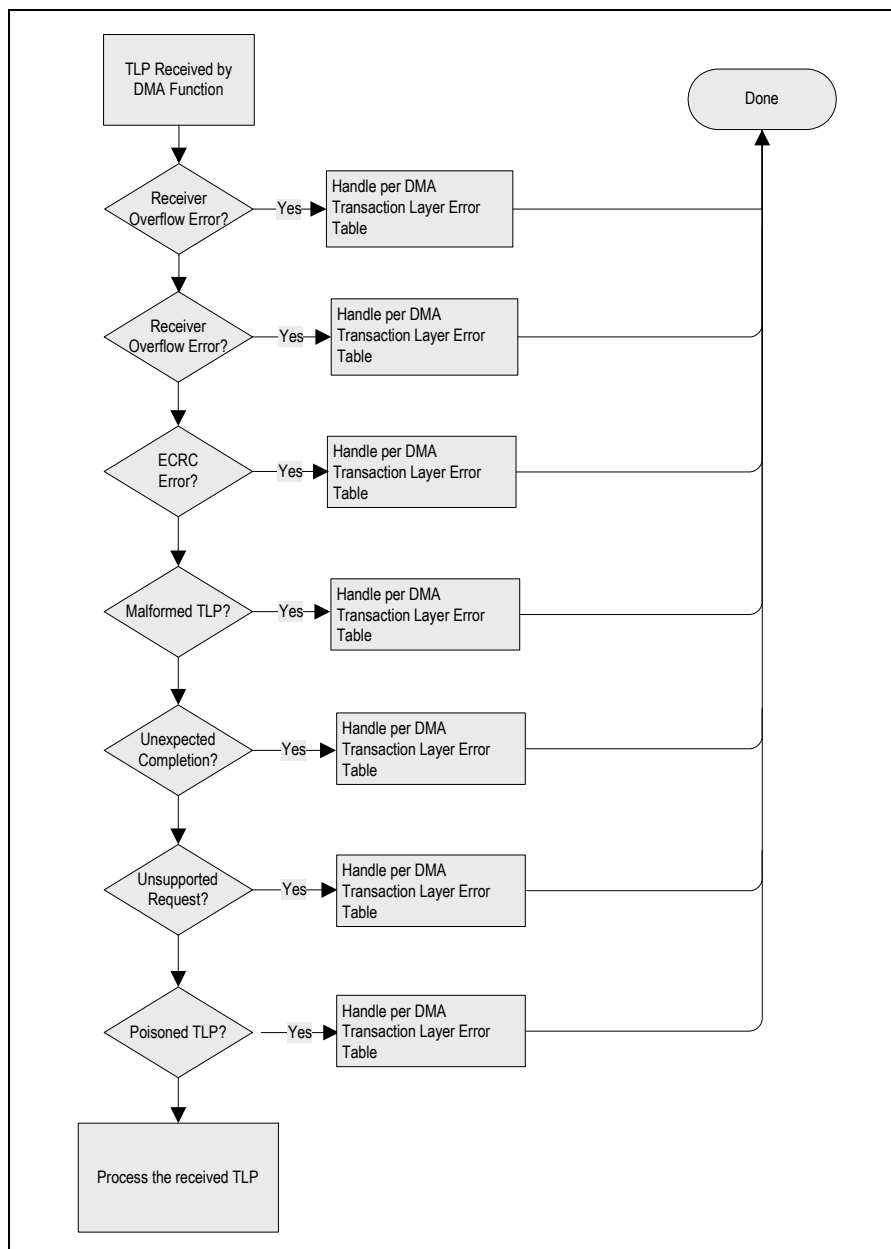 TLP Received by
DMA Function
Done
Receiver
Overflow Error?
Yes
Handle per DMA
Transaction Layer Error
Table
Receiver
Overflow Error?
Yes
Handle per DMA
Transaction Layer Error
Table
ECRC
Error?
Yes
Handle per DMA
Transaction Layer Error
Table
Malformed TLP?
Yes
Handle per DMA
Transaction Layer Error
Table
Unexpected
Completion?
Yes
Handle per DMA
Transaction Layer Error
Table
Unsupported
Request?
Yes
Handle per DMA
Transaction Layer Error
Table
Poisoned TLP?
Yes
Handle per DMA
Transaction Layer Error
Table
Process the received TLP